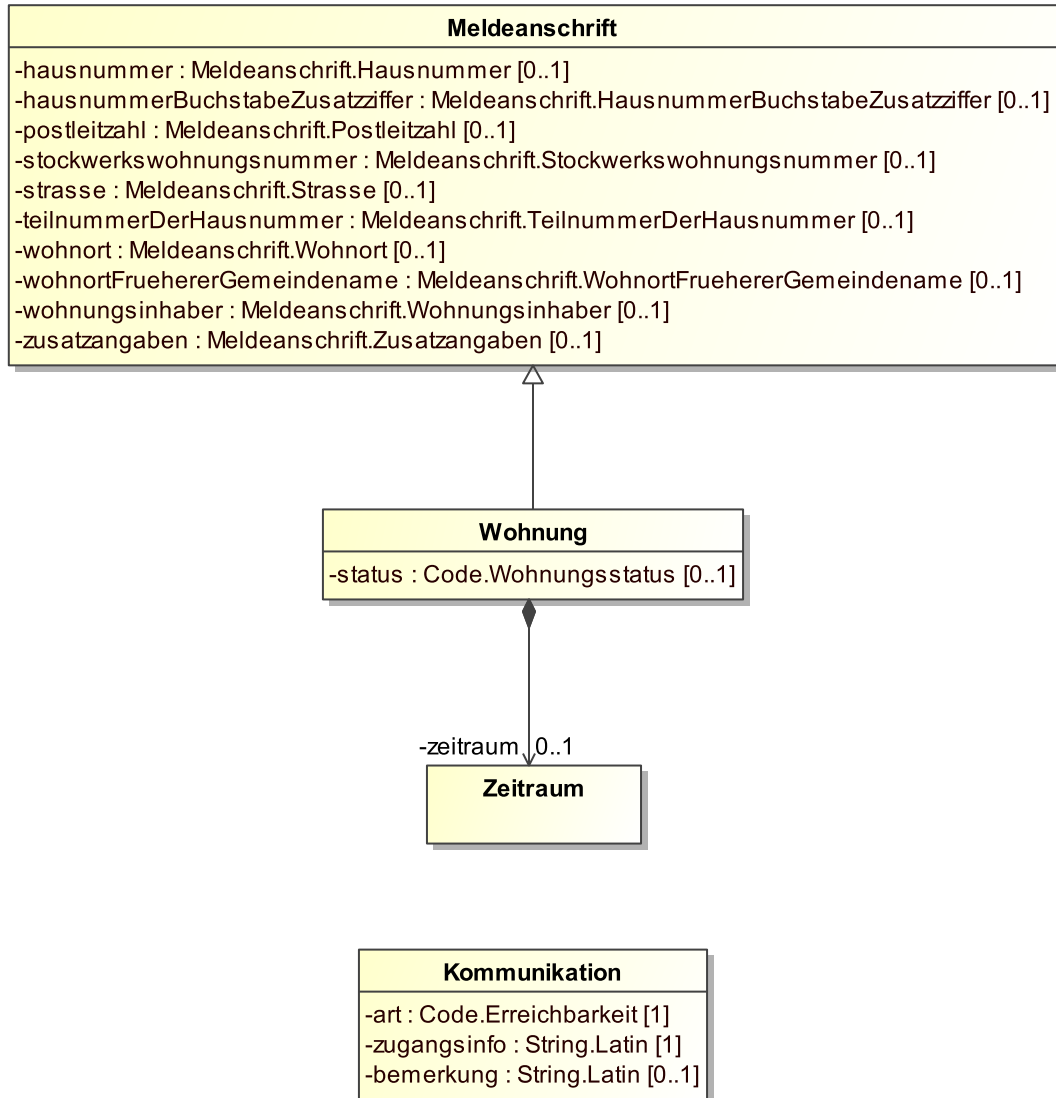 Meldeanschrift
-hausnummer : Meldeanschrift.Hausnummer [0..1]
-hausnummerBuchstabeZusatzziffer : Meldeanschrift.HausnummerBuchstabeZusatzziffer [0..1]
-postleitzahl : Meldeanschrift.Postleitzahl [0..1]
-stockwerkswohnungsnummer : Meldeanschrift.Stockwerkswohnungsnummer [0..1]
-strasse : Meldeanschrift.Strasse [0..1]
-teilnummerDerHausnummer : Meldeanschrift.TeilnummerDerHausnummer [0..1]
-wohnort : Meldeanschrift.Wohnort [0..1]
-wohnortFruehererGemeindename : Meldeanschrift.WohnortFruehererGemeindename [0..1]
-wohnungsinhaber : Meldeanschrift.Wohnungsinhaber [0..1]
-zusatzangaben : Meldeanschrift.Zusatzangaben [0..1]
Wohnung
-status : Code.Wohnungsstatus [0..1]
-zeitraum 0..1
Zeitraum
Kommunikation
-art : Code.Erreichbarkeit [1]
-zugangsinfo : String.Latin [1]
-bemerkung : String.Latin [0..1]